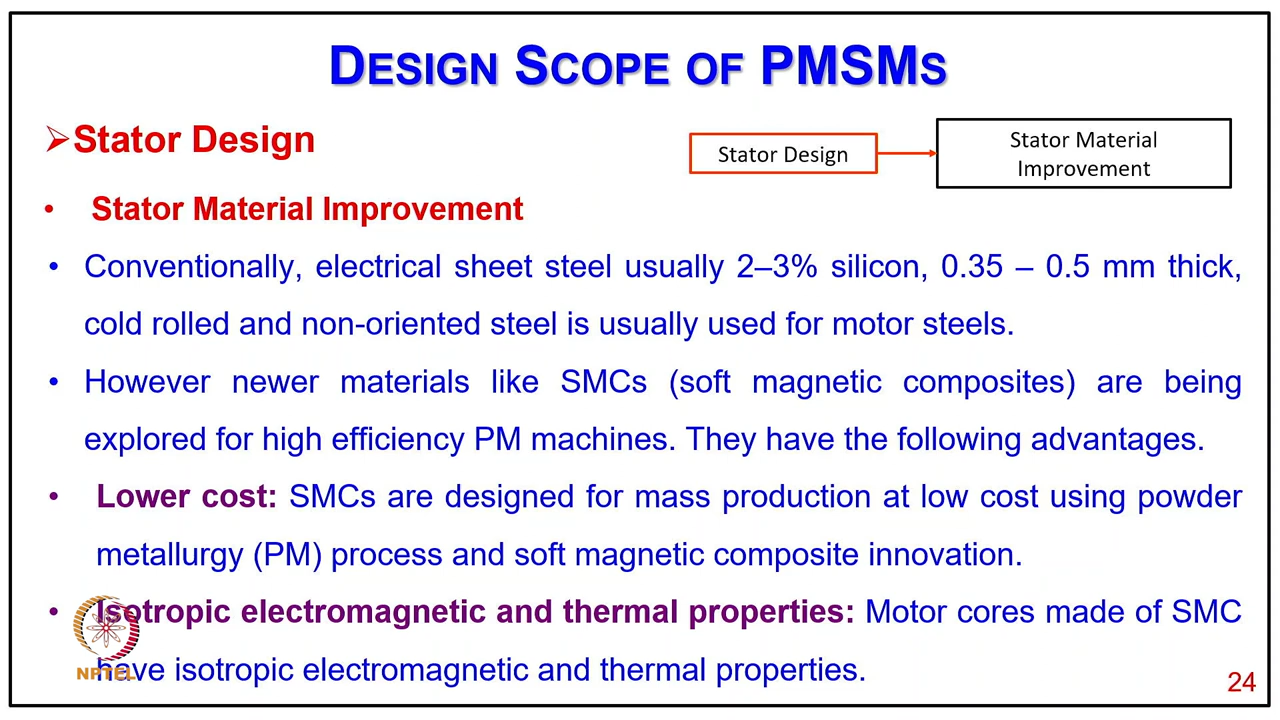 DESIGN SCOPE OF PMSMS
➢Stator Design
Stator Design
Stator Material
Improvement
• Stator Material Improvement
• Conventionally, electrical sheet steel usually 2–3% silicon, 0.35 – 0.5 mm thick,
cold rolled and non-oriented steel is usually used for motor steels.
• However newer materials like SMCs (soft magnetic composites) are being
explored for high efficiency PM machines. They have the following advantages.
• Lower cost: SMCs are designed for mass production at low cost using powder
metallurgy (PM) process and soft magnetic composite innovation.
• Isotropic electromagnetic and thermal properties: Motor cores made of SMC
have isotropic electromagnetic and thermal properties.
NPTEL
24